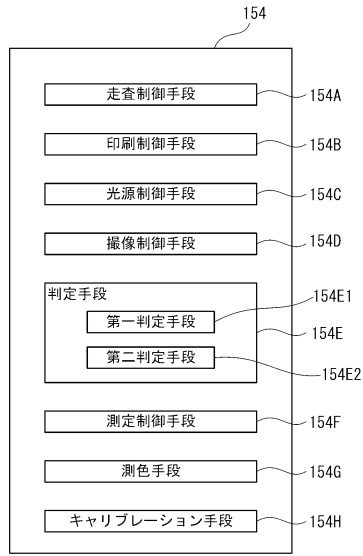 154
走査制御手段 154A
印刷制御手段 154B
光源制御手段 154C
撮像制御手段 154D
判定手段
第一判定手段 154E1
154E
第二判定手段 154E2
測定制御手段 154F
測色手段 154G
キャリブレーション手段 154H